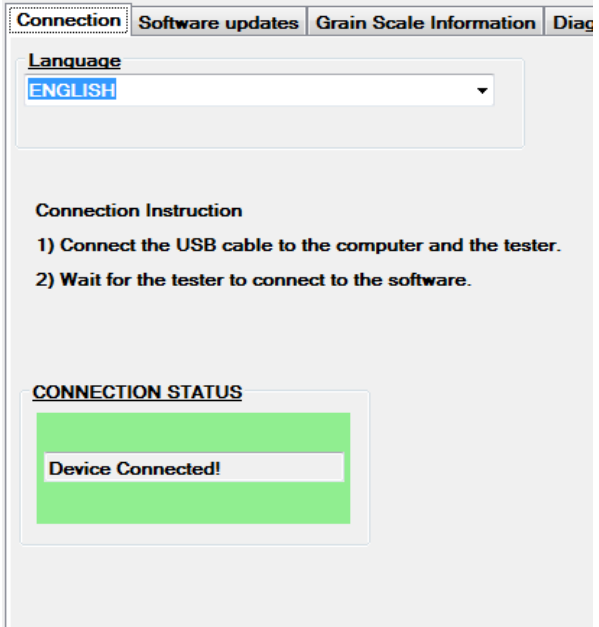 Connection Software updates Grain Scale Information
Language
ENGLISH
Connection Instruction
1) Connect the USB cable to the computer and the tester.
2) Wait for the tester to connect to the software.
CONNECTION STATUS
Device Connected!